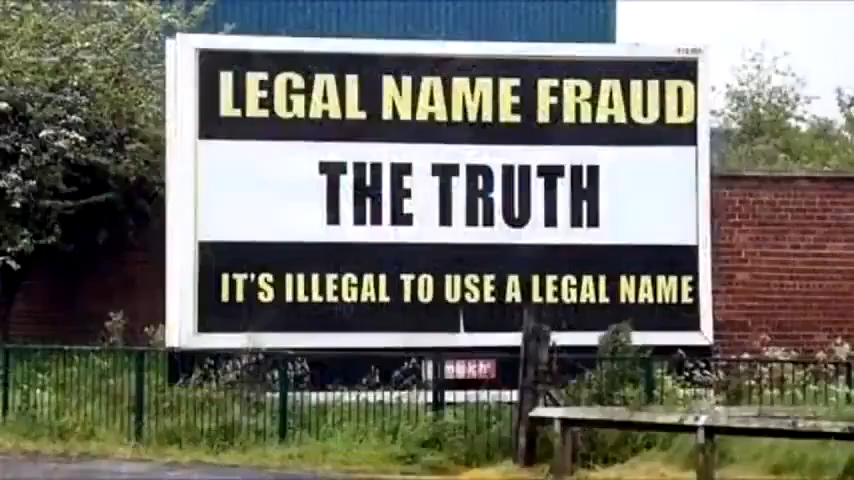 LEGAL NAME FRAUD
THE TRUTH
IT'S ILLEGAL TO USE A LEGAL NAME